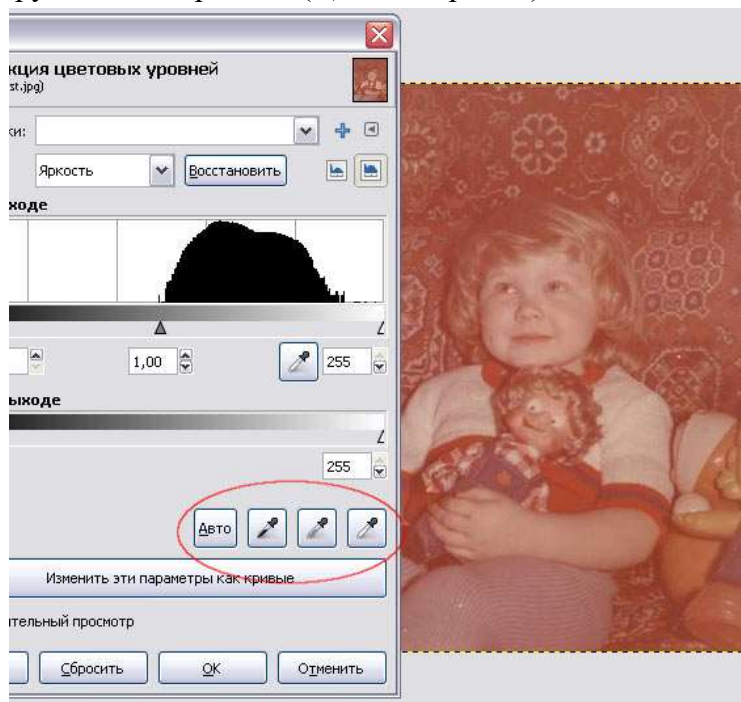 кция цветовых уровней
st.jpg)
ки:
Яркость Восстановить
ходе
1,00 255
ыходе
255
Авто
Изменить эти параметры как кривые
тельный просмотр
Сбросить OK Отменить